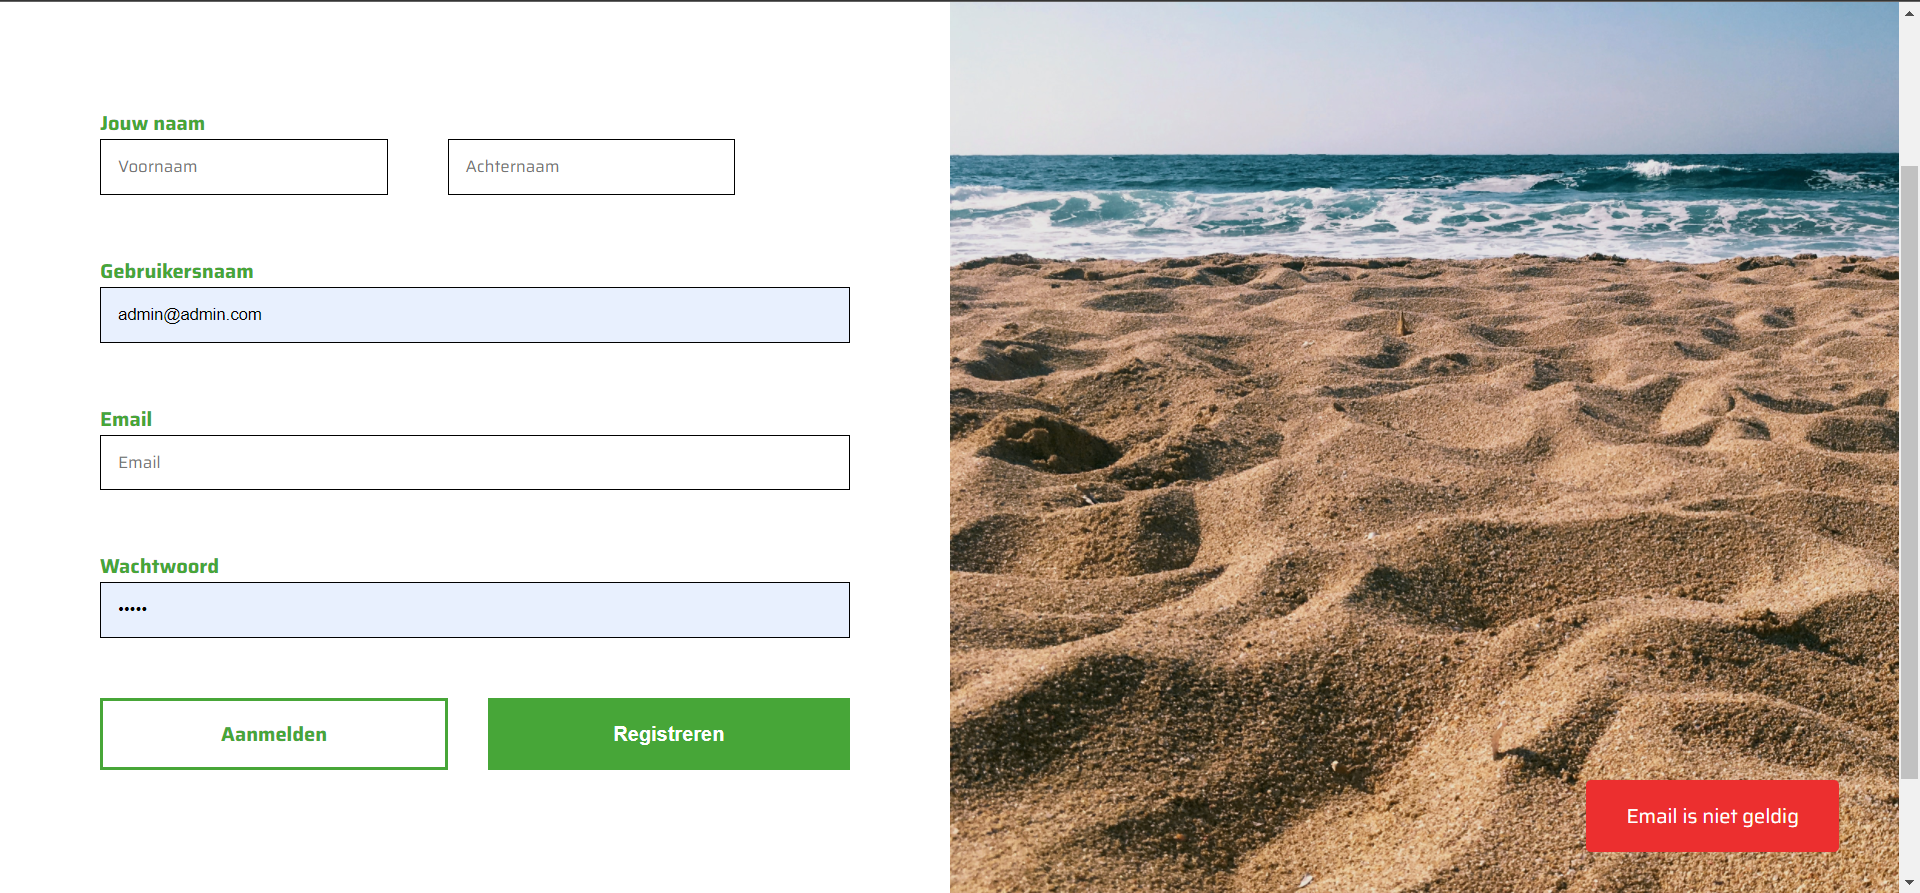 Jouw naam
Voornaam
Achternaam
Gebruikersnaam
admin@admin.com
Email
Email
Wachtwoord
•••••
Aanmelden
Registreren
Email is niet geldig